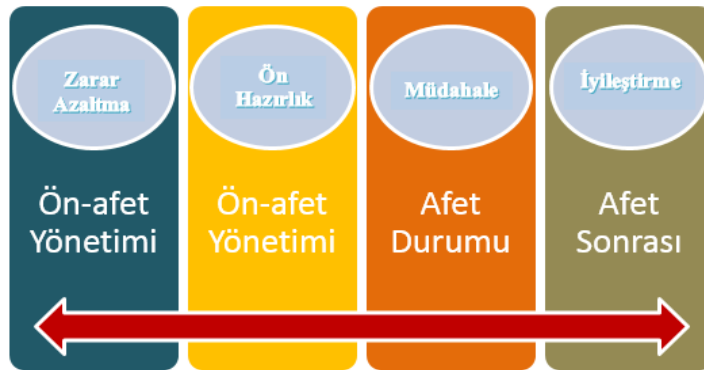 Zarar
Azaltma
Ön-afet
Yönetimi
Ön
Hazırlık
Ön-afet
Yönetimi
Müdahale
Afet
Durumu
İyileştirme
Afet
Sonrası